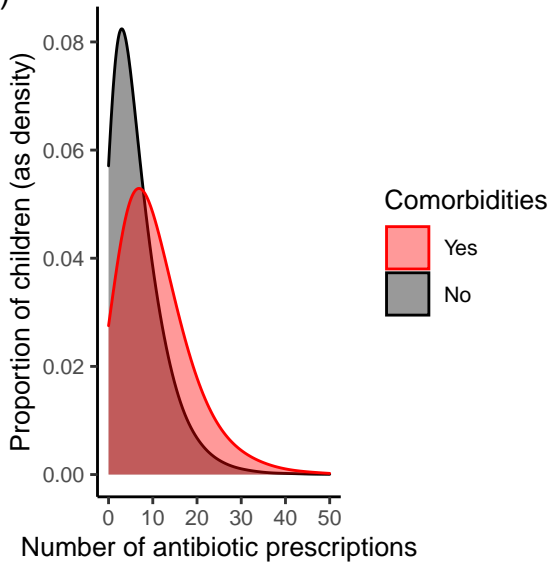 )
Proportion of children (as density)
0.08
0.06
0.04
0.02
0.00
0 10 20 30 40 50
Number of antibiotic prescriptions
Comorbidities
Yes
No